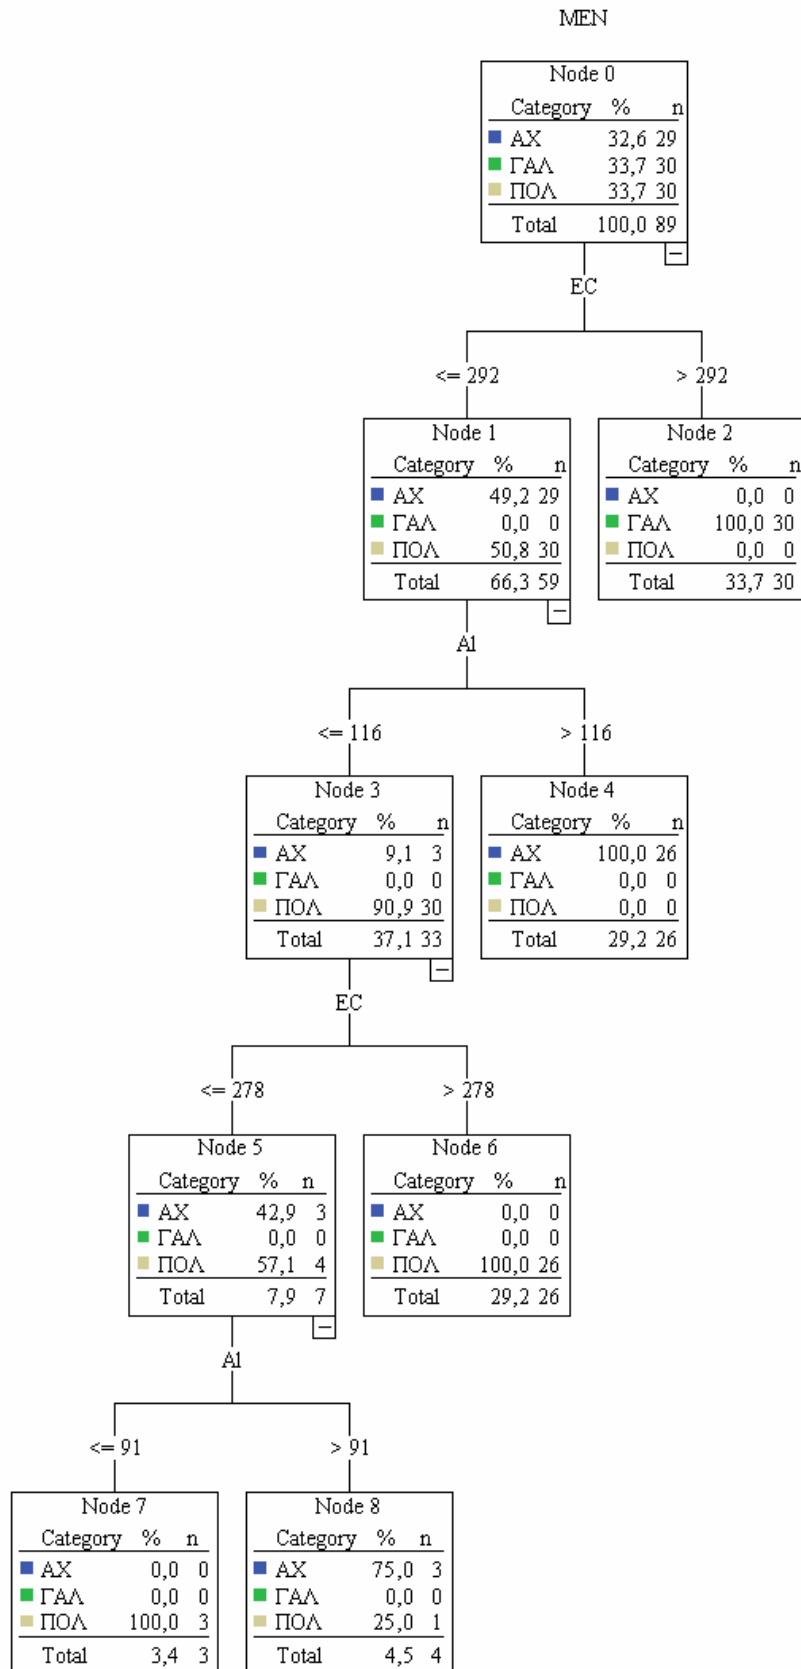 MEN
Node 0
Category % n
ΑΧ 32,6 29
ΓΑΛ 33,7 30
ΠΟΛ 33,7 30
Total 100,0 89
EC
<= 292
> 292
Node 1
Category % n
ΑΧ 49,2 29
ΓΑΛ 0,0 0
ΠΟΛ 50,8 30
Total 66,3 59
Node 2
Category % n
ΑΧ 0,0 0
ΓΑΛ 100,0 30
ΠΟΛ 0,0 0
Total 33,7 30
Al
<= 116
> 116
Node 3
Category % n
ΑΧ 9,1 3
ΓΑΛ 0,0 0
ΠΟΛ 90,9 30
Total 37,1 33
Node 4
Category % n
ΑΧ 100,0 26
ΓΑΛ 0,0 0
ΠΟΛ 0,0 0
Total 29,2 26
EC
<= 278
> 278
Node 5
Category % n
ΑΧ 42,9 3
ΓΑΛ 0,0 0
ΠΟΛ 57,1 4
Total 7,9 7
Node 6
Category % n
ΑΧ 0,0 0
ΓΑΛ 0,0 0
ΠΟΛ 100,0 26
Total 29,2 26
Al
<= 91
> 91
Node 7
Category % n
ΑΧ 0,0 0
ΓΑΛ 0,0 0
ΠΟΛ 100,0 3
Total 3,4 3
Node 8
Category % n
ΑΧ 75,0 3
ΓΑΛ 0,0 0
ΠΟΛ 25,0 1
Total 4,5 4